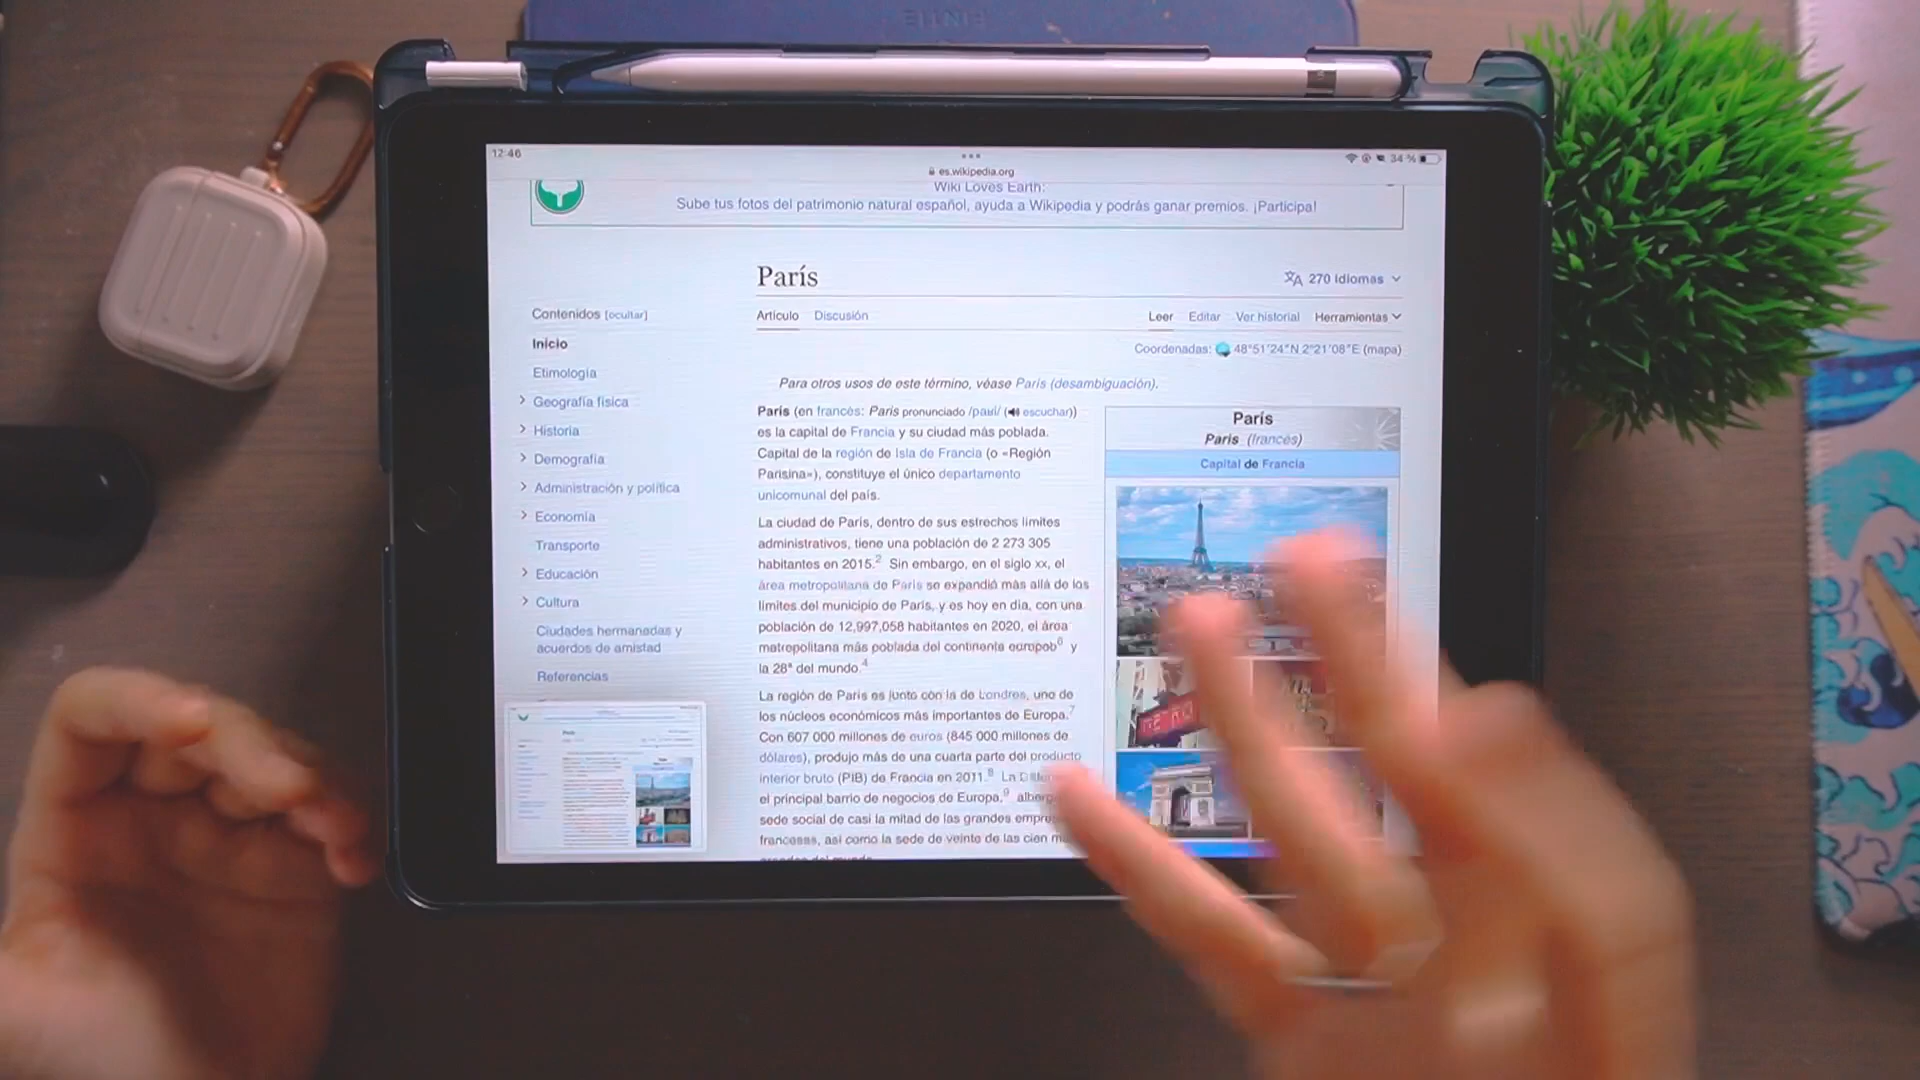 12:46
es.wikipedia.org
34 %
Wiki Loves Earth:
Sube tus fotos del patrimonio natural español, ayuda a Wikipedia y podrás ganar premios. ¡Participa!
París
270 idiomas
Artículo Discusión
Leer Editar Ver historial Herramientas
Coordenadas: 48°51′24″N 2°21′08″E (mapa)
Contenidos [ocultar]
Inicio
Etimología
Geografía física
Historia
Demografía
Administración y política
Economía
Transporte
Educación
Cultura
Ciudades hermanadas y
acuerdos de amistad
Referencias
Para otros usos de este término, véase París (desambiguación).
París (en francés: Paris pronunciado /paʁi/ (escuchar))
es la capital de Francia y su ciudad más poblada.
Capital de la región de Isla de Francia (o «Región
Parisina»), constituye el único departamento
unicomunal del país.
La ciudad de París, dentro de sus estrechos límites
administrativos, tiene una población de 2 273 305
habitantes en 2015.2 Sin embargo, en el siglo xx, el
área metropolitana de París se expandió más allá de los
límites del municipio de París, y es hoy en día, con una
población de 12,997,058 habitantes en 2020, el área
metropolitana más poblada del continente europeo6 y
la 28ª del mundo.4
La región de París es junto con la de Londres, uno de
los núcleos económicos más importantes de Europa.7
Con 607 000 millones de euros (845 000 millones de
dólares), produjo más de una cuarta parte del producto
interior bruto (PIB) de Francia en 2011.8 La
el principal barrio de negocios de Europa,9
sede social de casi la mitad de las grandes
francesas, así como la sede de veinte de las cien
París
Paris (francés)
Capital de Francia